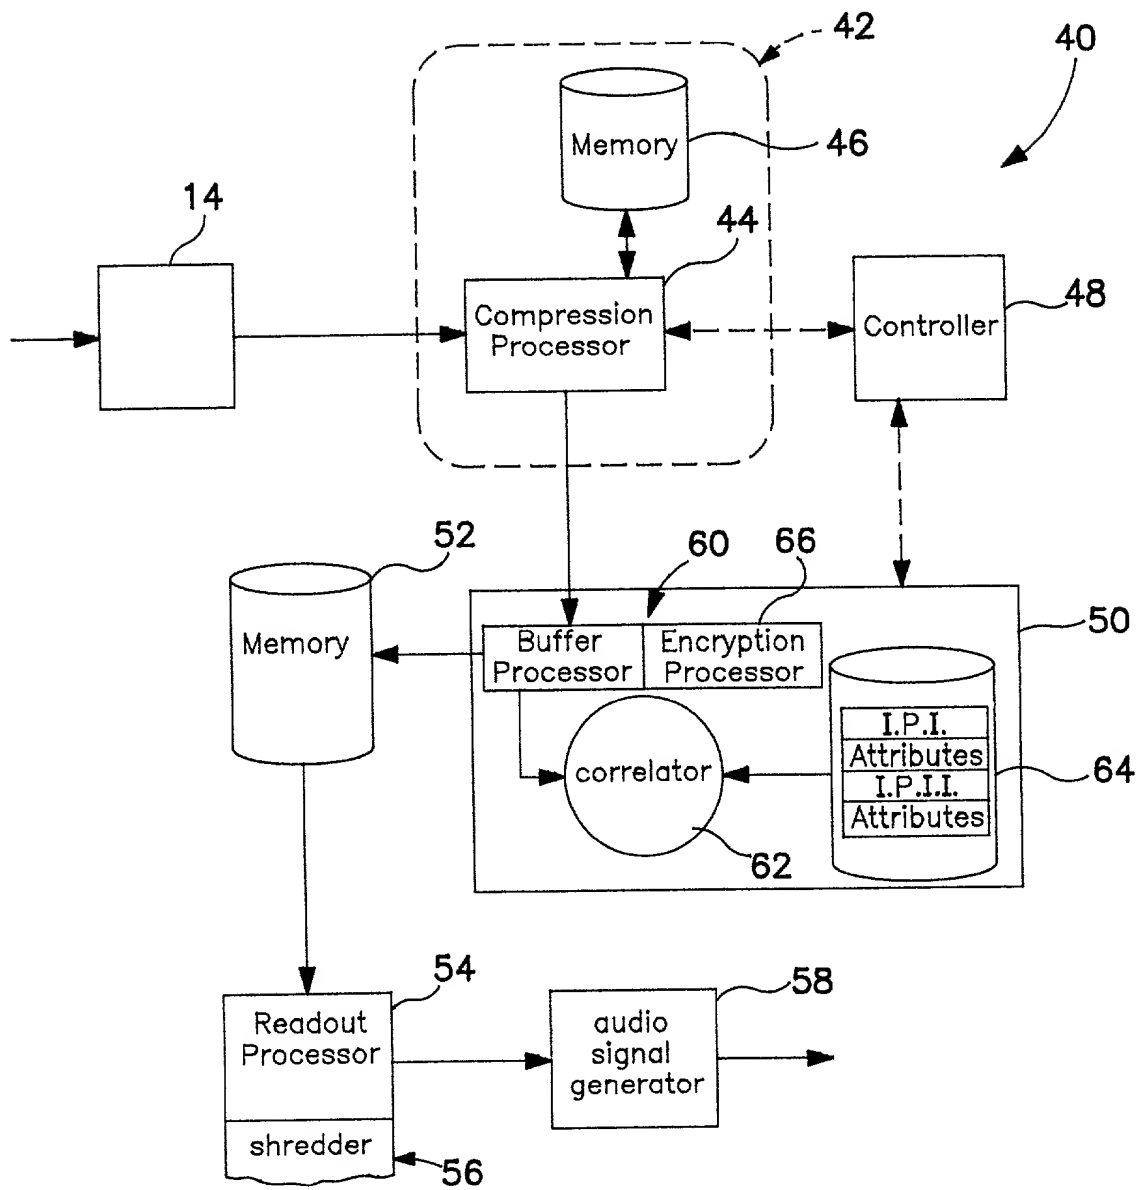 42
40
Memory
46
14
44
Compression
Processor
Controller
48
52
60
66
50
Memory
Buffer
Processor
Encryption
Processor
I.P.I.
Attributes
I.P.I.I.
Attributes
64
correlator
62
54
58
Readout
Processor
audio
signal
generator
shredder
56